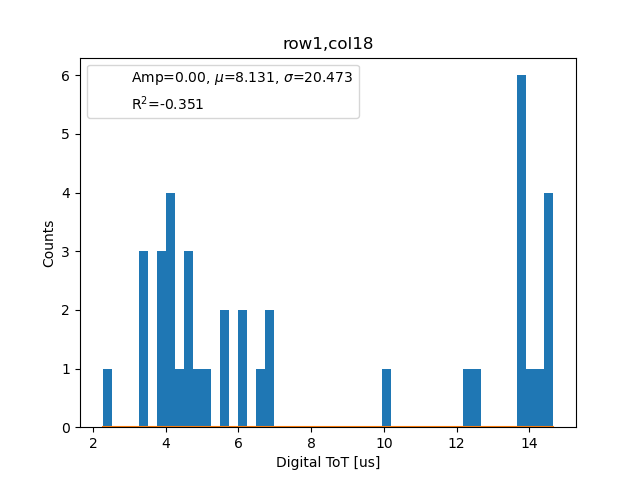 row1,col18
Amp=0.00, μ=8.131, σ=20.473
R²=-0.351
6
5
4
3
2
1
0
Counts
2 4 6 8 10 12 14
Digital ToT [us]